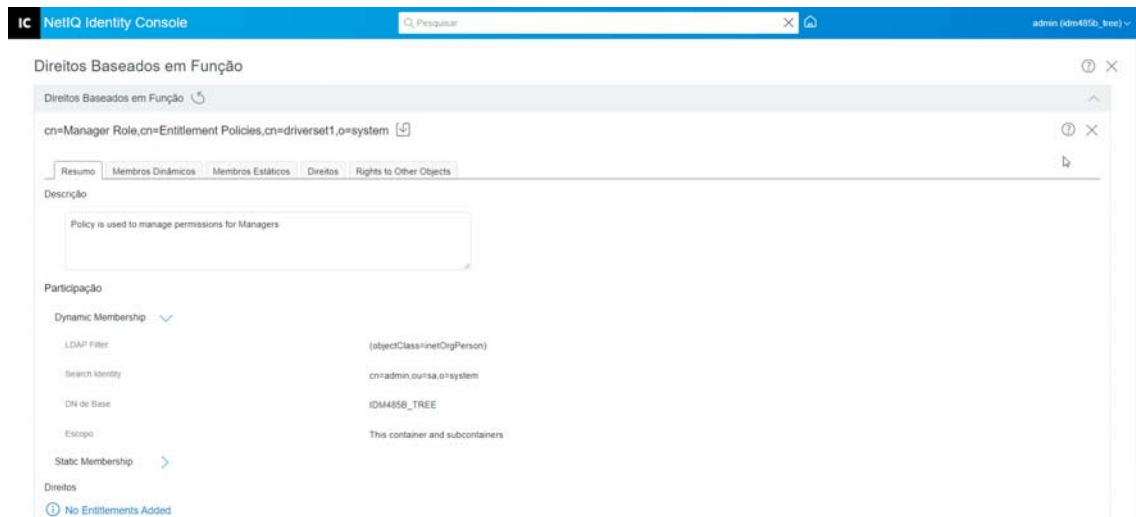 IC NetIQ Identity Console Pesquisar admin (idm485b_tree)
Direitos Baseados em Função
Direitos Baseados em Função
cn=Manager Role,cn=Entitlement Policies,cn=driverset1,o=system
Resumo Membros Dinâmicos Membros Estáticos Direitos Rights to Other Objects
Descrição
Policy is used to manage permissions for Managers
Participação
Dynamic Membership
LDAP Filter (objectClass=inetOrgPerson)
Search Identity cn=admin,ou=sa,o=system
DN de Base IDM485B_TREE
Escopo This container and subcontainers
Static Membership
Direitos
No Entitlements Added